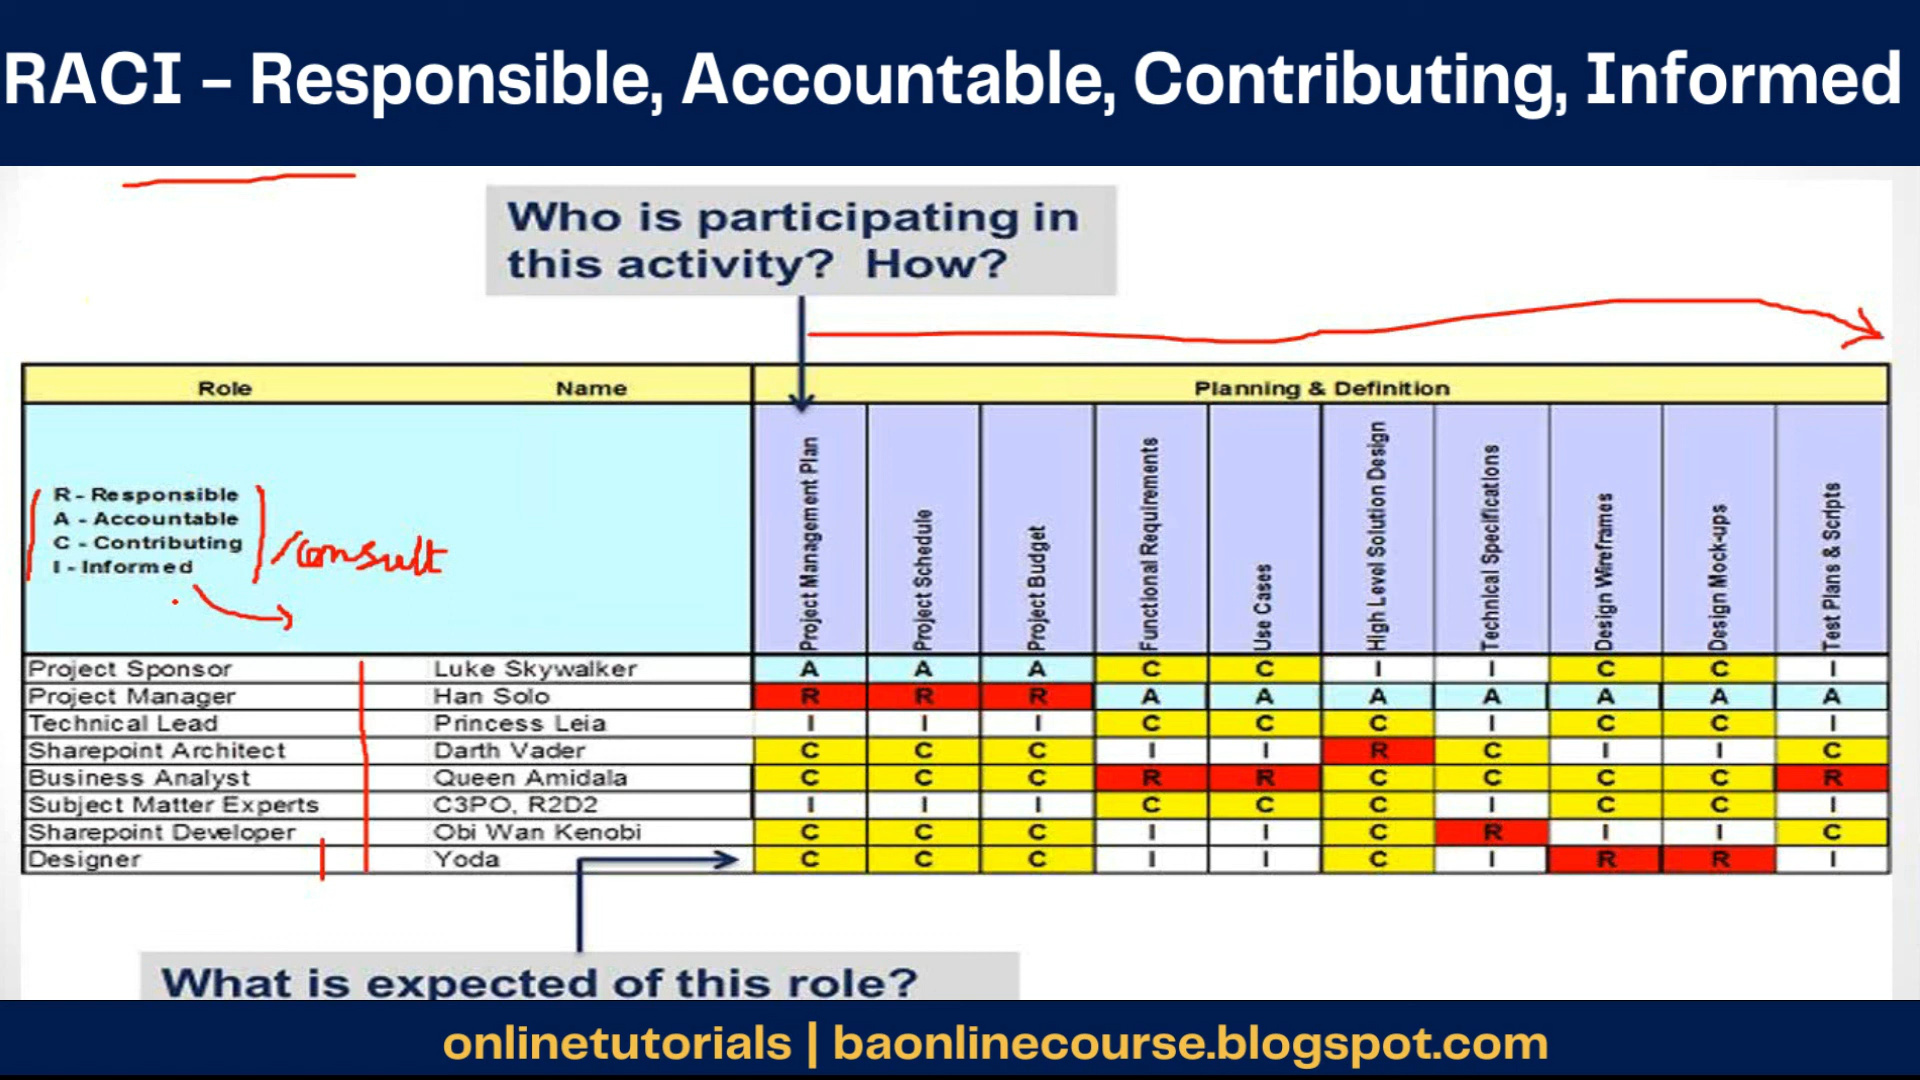 RACI – Responsible, Accountable, Contributing, Informed
Who is participating in
this activity? How?
Role Name Planning & Definition
R - Responsible
A - Accountable
C - Contributing
I - Informed
/consult
Project Management Plan
Project Schedule
Project Budget
Functional Requirements
Use Cases
High Level Solution Design
Technical Specifications
Design Wireframes
Design Mock-ups
Test Plans & Scripts
Project Sponsor Luke Skywalker A A A C C I I C C I
Project Manager Han Solo R R R A A A A A A A
Technical Lead Princess Leia I I I C C C I C C I
Sharepoint Architect Darth Vader C C C I I R C I I C
Business Analyst Queen Amidala C C C R R C C C C R
Subject Matter Experts C3PO, R2D2 I I I C C C I C C I
Sharepoint Developer Obi Wan Kenobi C C C I I C R I I C
Designer Yoda C C C I I C I R R I
What is expected of this role?
onlinetutorials | baonlinecourse.blogspot.com